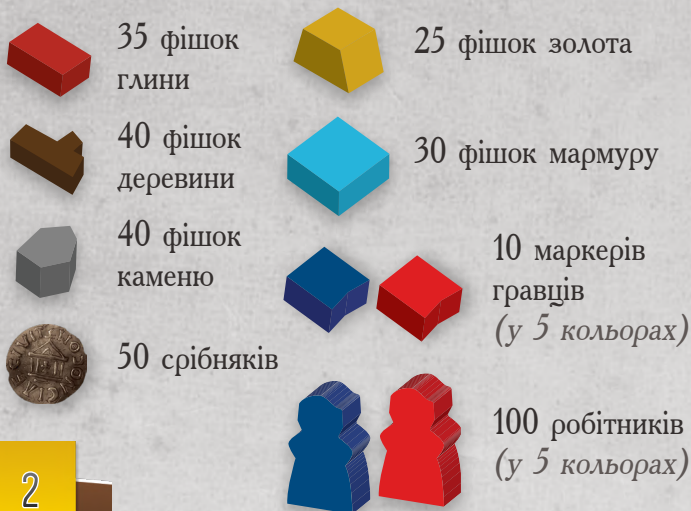 35 фішок
глини
40 фішок
деревини
40 фішок
каменю
50 срібняків
25 фішок золота
30 фішок мармуру
10 маркерів
гравців
(у 5 кольорах)
100 робітників
(у 5 кольорах)
2